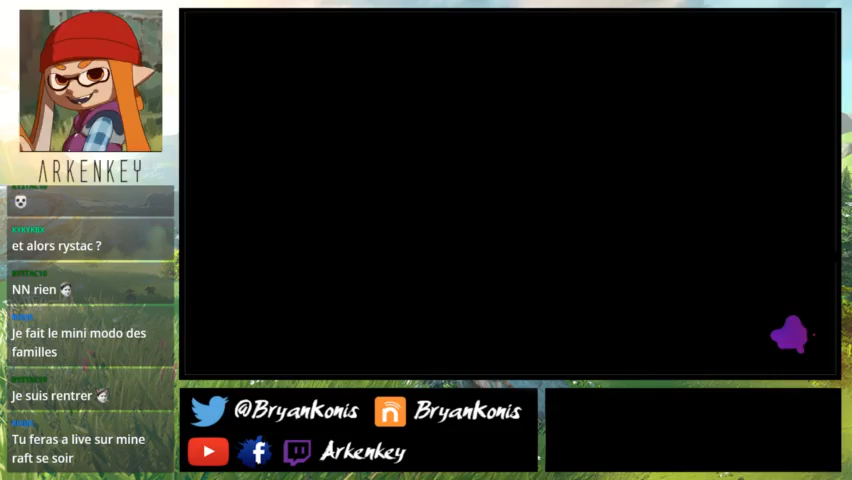 ARKENKEY
et alors rystac ?
NN rien
Je fait le mini modo des
familles
Je suis rentrer
Tu feras a live sur mine
raft se soir
@BryanKonis
BryanKonis
Arkenkey